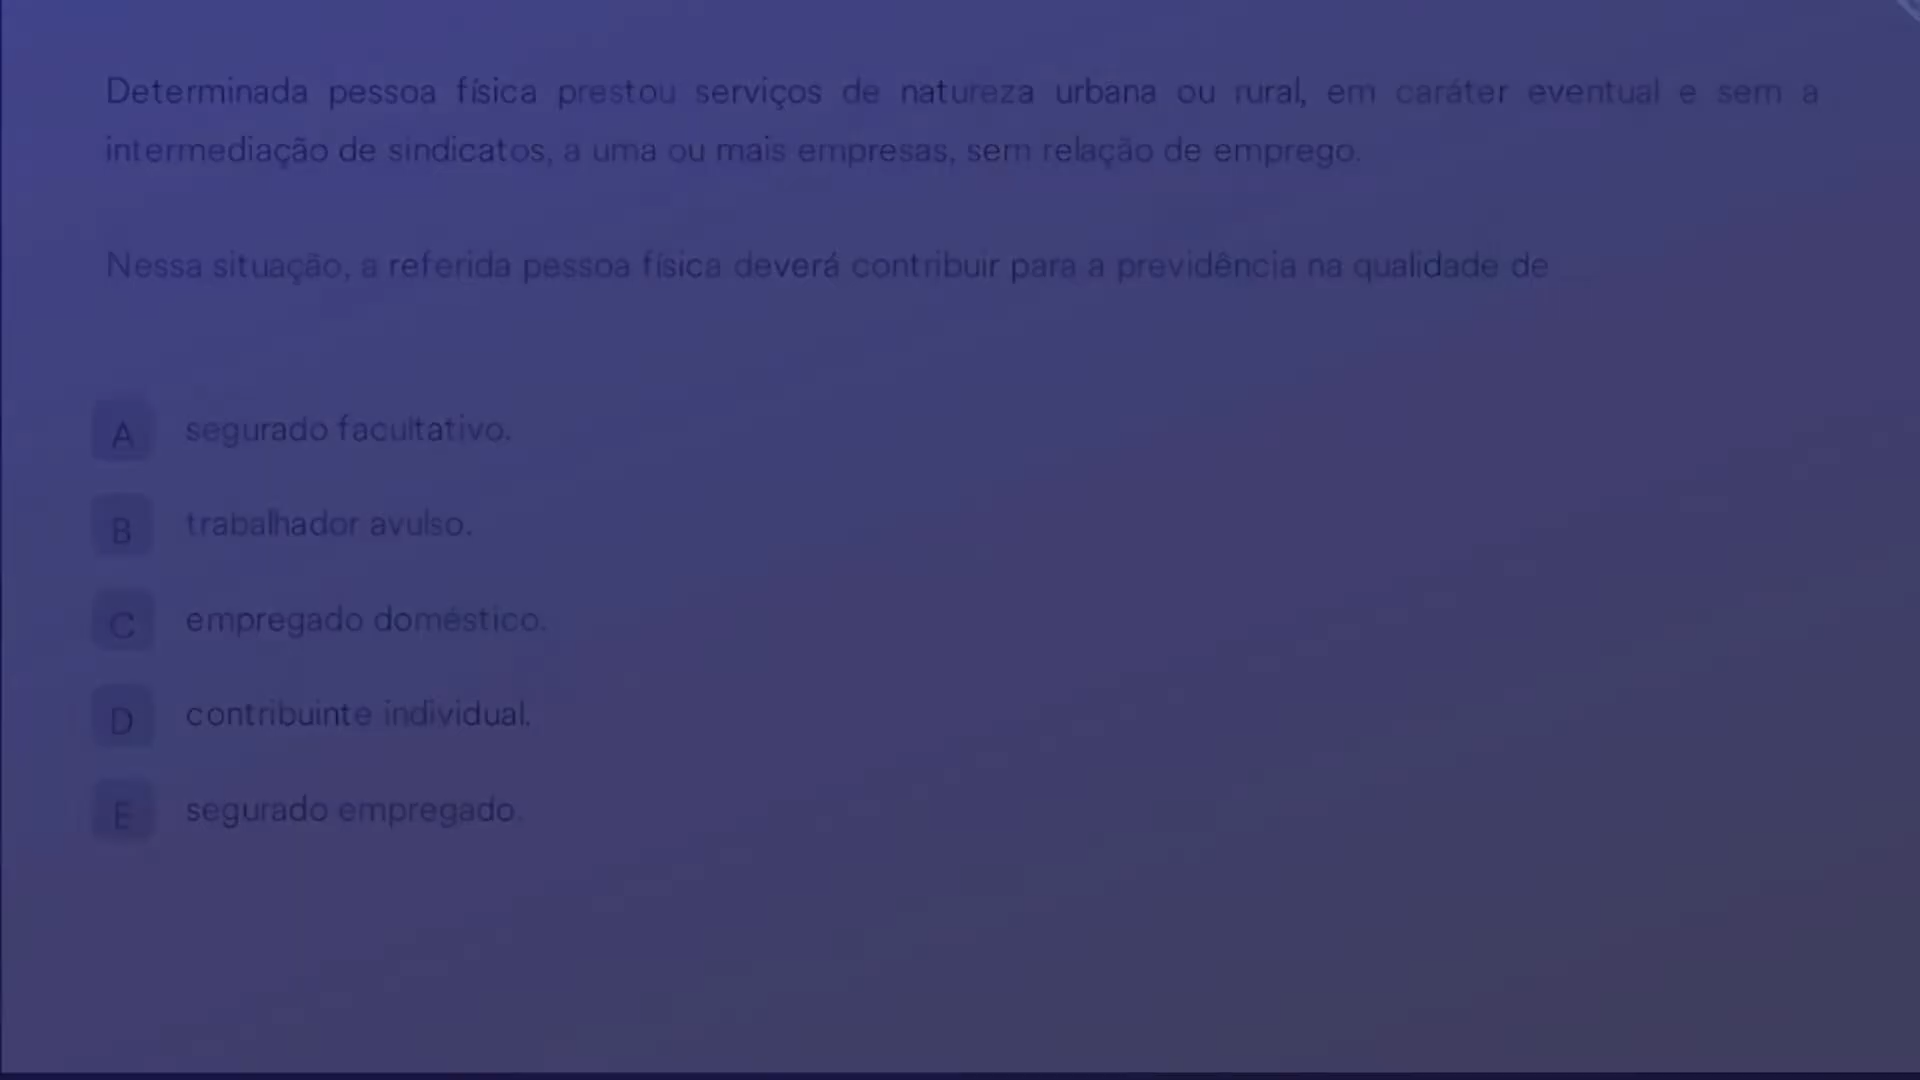 Determinada pessoa física prestou serviços de natureza urbana ou rural, em caráter eventual e sem a
intermediação de sindicatos, a uma ou mais empresas, sem relação de emprego.
Nessa situação, a referida pessoa física deverá contribuir para a previdência na qualidade de
A segurado facultativo.
B trabalhador avulso.
C empregado doméstico.
D contribuinte individual.
E segurado empregado.